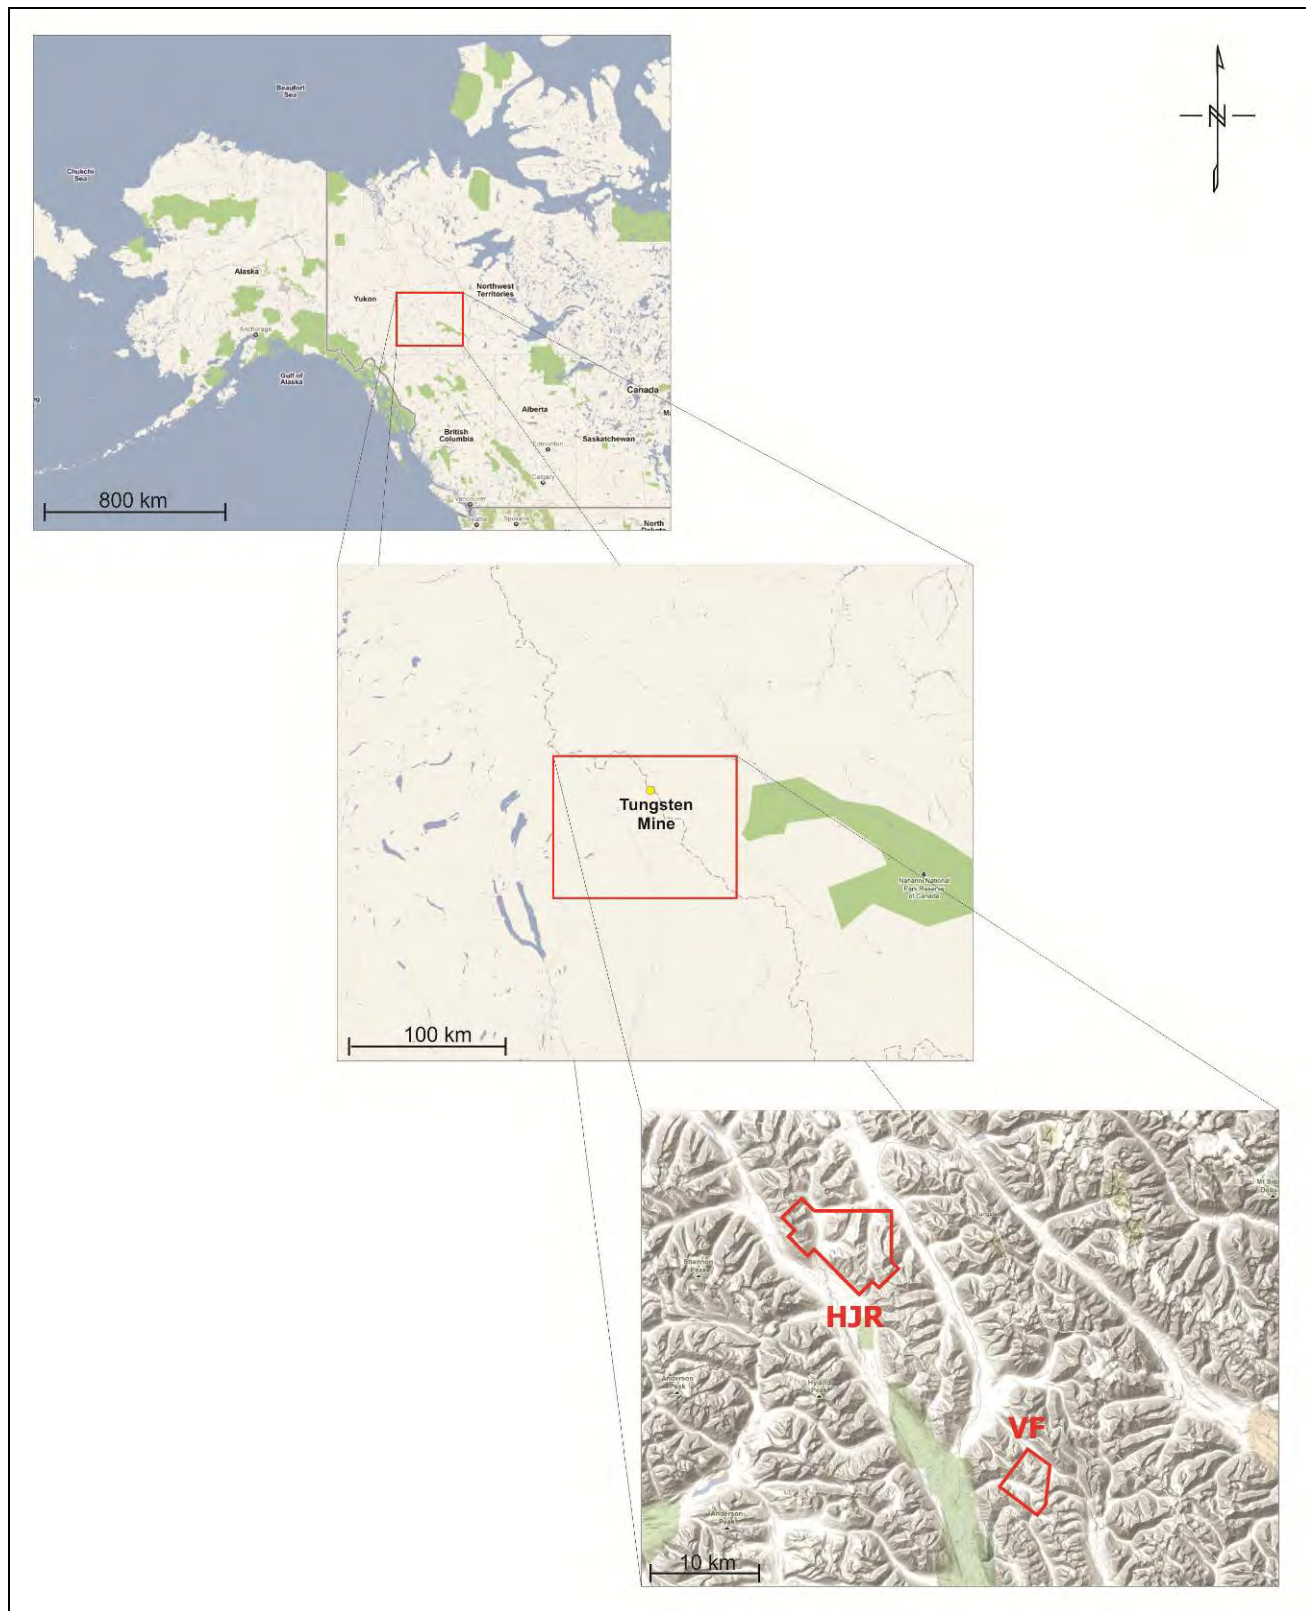 Beaufort
Sea
Chukchi
Sea
N
Alaska
Yukon
Northwest
Territories
Anchorage
Gulf of
Alaska
Canada
Alberta
British
Columbia
Edmonton
Saskatchewan
Calgary
Vancouver
800 km
Seattle
Spokane
North
Tungsten
Mine
Nahanni National
Park Reserve
of Canada
100 km
Shannon
Peak
HJR
Anderson
Peak
Hyland
Peak
VF
Anderson
Peak
10 km